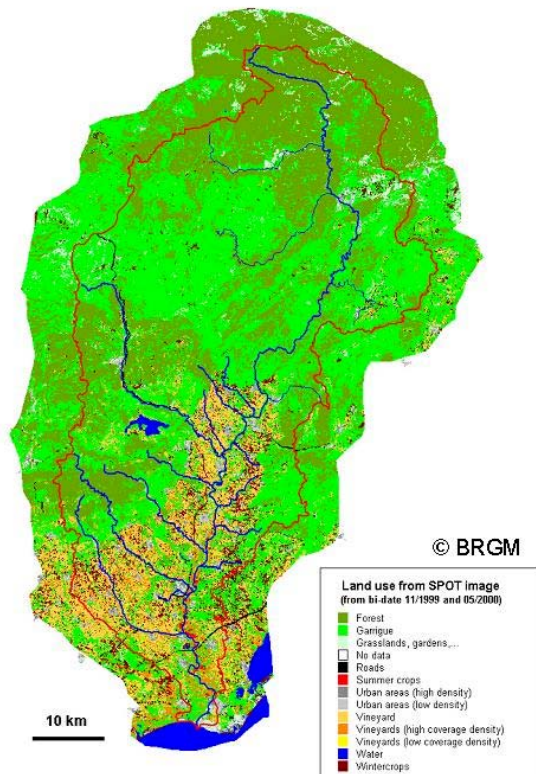 © BRGM
Land use from SPOT image
(from bi-date 11/1999 and 05/2000)
Forest
Garrigue
Grasslands, gardens,...
No data
Roads
Summer crops
Urban areas (high density)
Urban areas (low density)
Vineyard
Vineyards (high coverage density)
Vineyards (low coverage density)
Water
Wintercrops
10 km